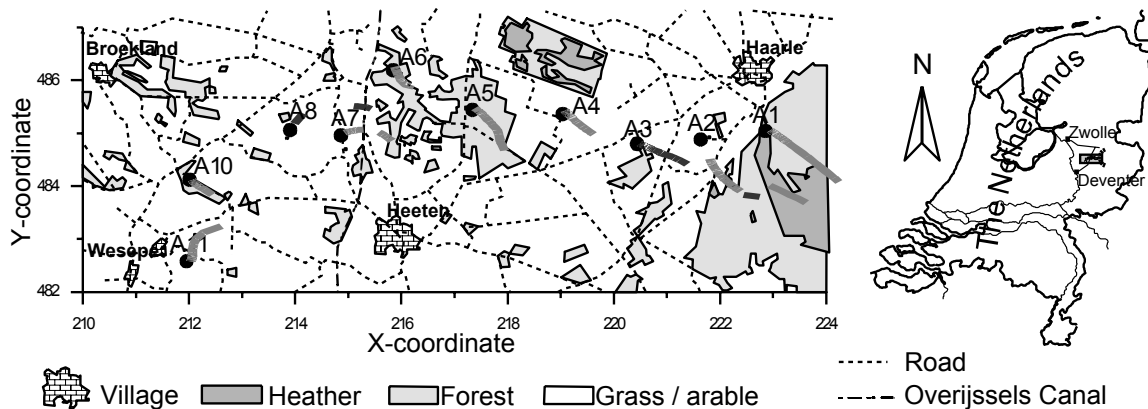 Broekland
Haarle
486
A6
A5
A4
A8
A7
A3
A2
A1
A10
484
Y-coordinate
Heeten
A11
482
210
212
214
216
218
220
222
224
X-coordinate
Village
Heather
Forest
Grass / arable
Road
Overijssels Canal
N
The Netherlands
Zwolle
Deventer